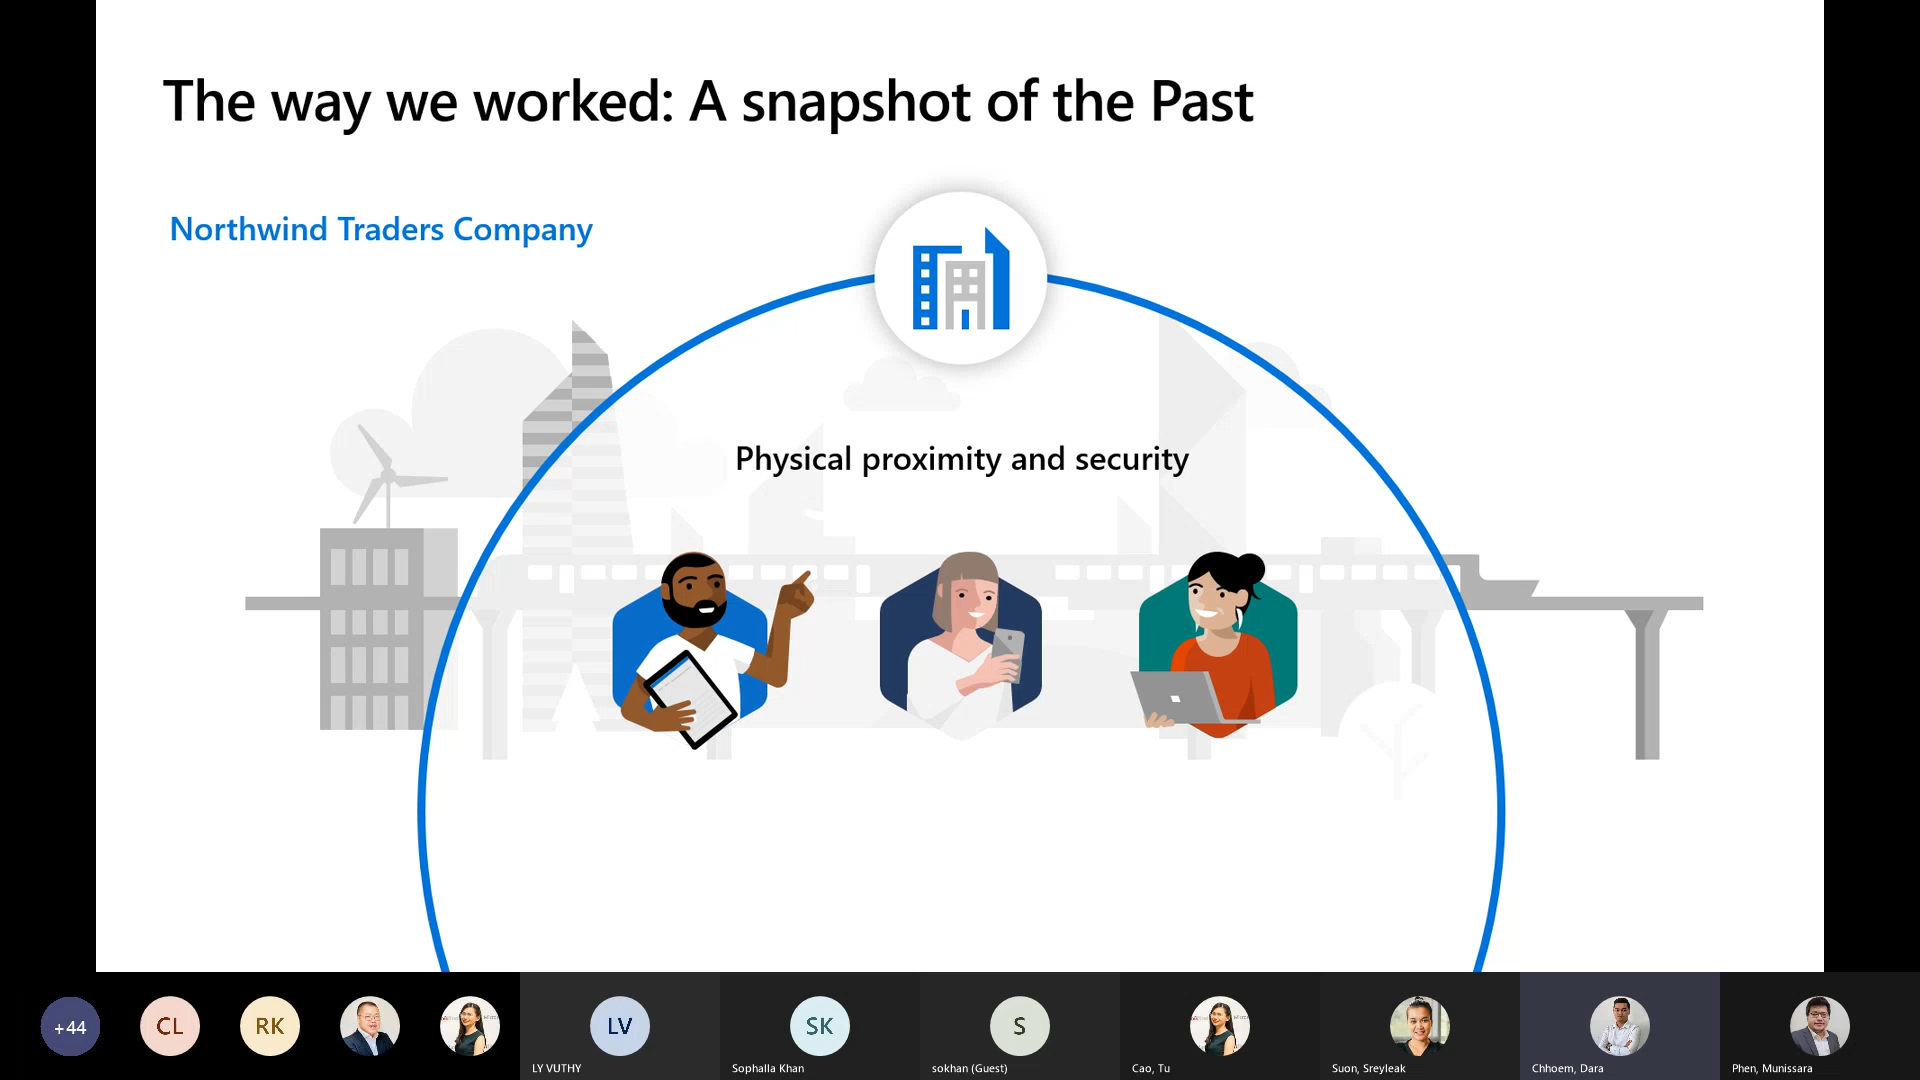 The way we worked: A snapshot of the Past
Northwind Traders Company
Physical proximity and security
+44
CL
RK
LV
SK
S
LY VUTHY
Sophalla Khan
sokhan (Guest)
Cao, Tu
Suon, Sreyleak
Chhoem, Dara
Phen, Munissara